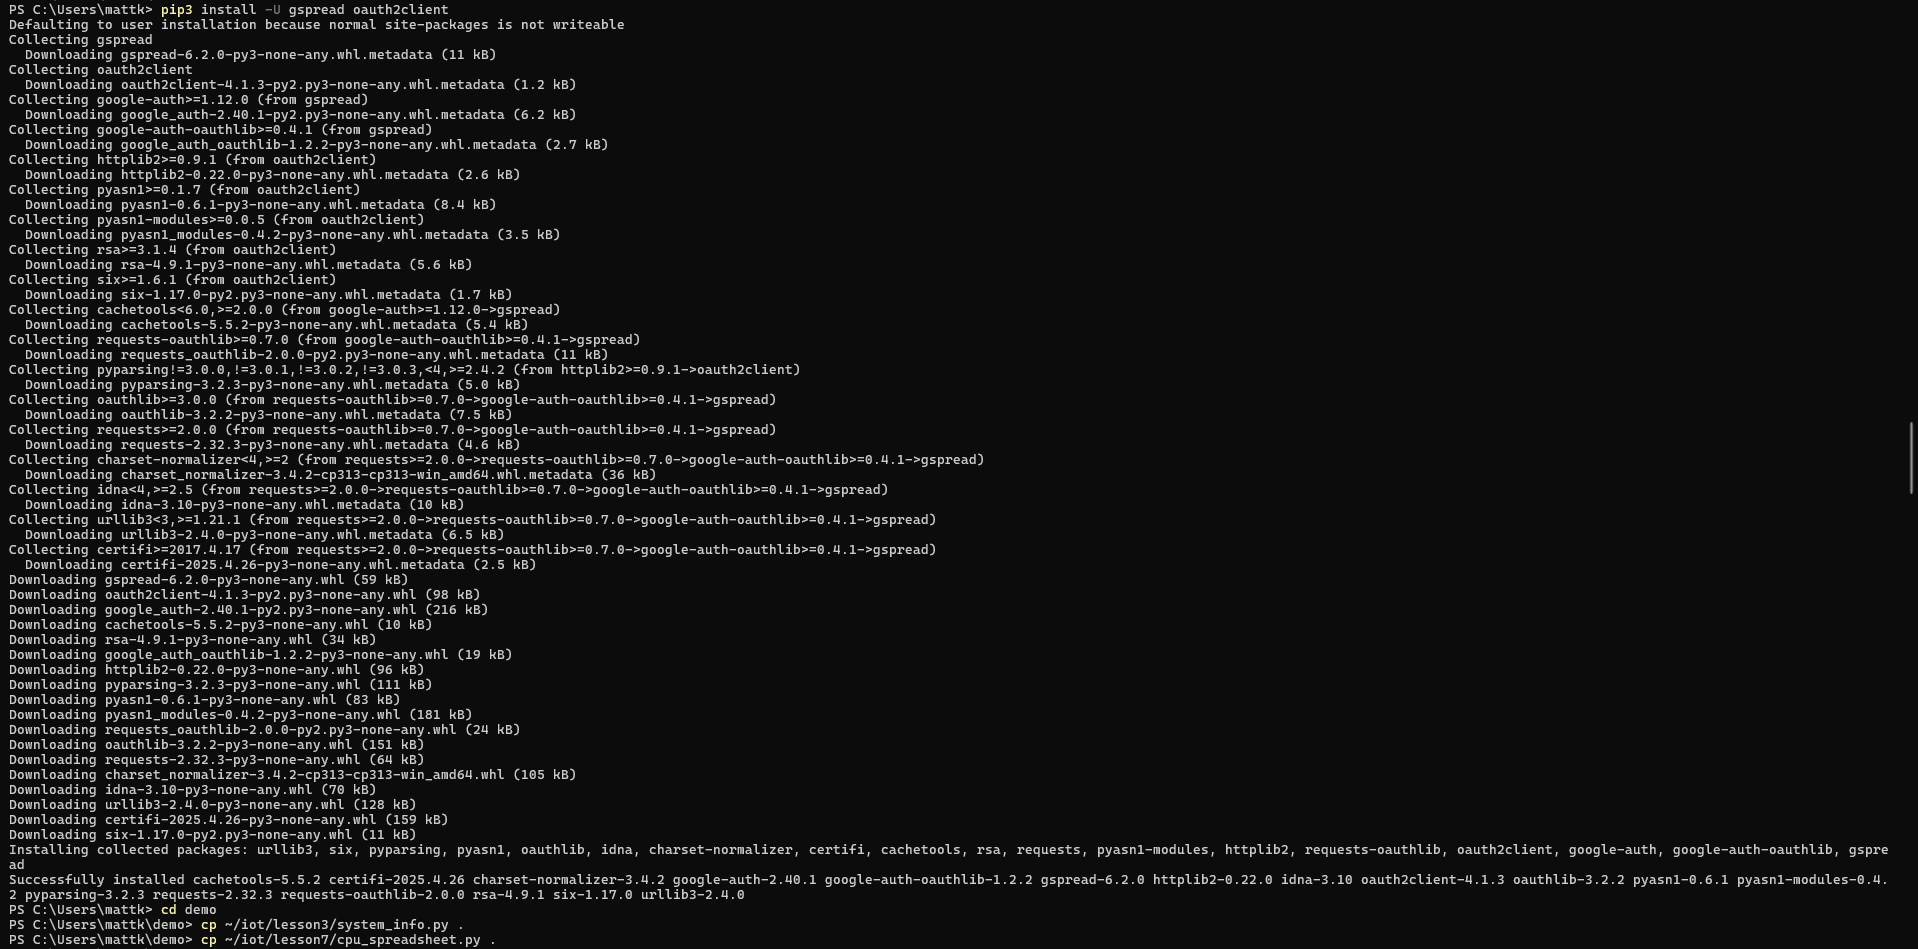 PS C:\Users\mattk> pip3 install -U gspread oauth2client
Defaulting to user installation because normal site-packages is not writeable
Collecting gspread
  Downloading gspread-6.2.0-py3-none-any.whl.metadata (11 kB)
Collecting oauth2client
  Downloading oauth2client-4.1.3-py2.py3-none-any.whl.metadata (1.2 kB)
Collecting google-auth>=1.12.0 (from gspread)
  Downloading google_auth-2.40.1-py2.py3-none-any.whl.metadata (6.2 kB)
Collecting google-auth-oauthlib>=0.4.1 (from gspread)
  Downloading google_auth_oauthlib-1.2.2-py3-none-any.whl.metadata (2.7 kB)
Collecting httplib2>=0.9.1 (from oauth2client)
  Downloading httplib2-0.22.0-py3-none-any.whl.metadata (2.6 kB)
Collecting pyasn1>=0.1.7 (from oauth2client)
  Downloading pyasn1-0.6.1-py3-none-any.whl.metadata (8.4 kB)
Collecting pyasn1-modules>=0.0.5 (from oauth2client)
  Downloading pyasn1_modules-0.4.2-py3-none-any.whl.metadata (3.5 kB)
Collecting rsa>=3.1.4 (from oauth2client)
  Downloading rsa-4.9.1-py3-none-any.whl.metadata (5.6 kB)
Collecting six>=1.6.1 (from oauth2client)
  Downloading six-1.17.0-py2.py3-none-any.whl.metadata (1.7 kB)
Collecting cachetools<6.0,>=2.0.0 (from google-auth>=1.12.0->gspread)
  Downloading cachetools-5.5.2-py3-none-any.whl.metadata (5.4 kB)
Collecting requests-oauthlib>=0.7.0 (from google-auth-oauthlib>=0.4.1->gspread)
  Downloading requests_oauthlib-2.0.0-py2.py3-none-any.whl.metadata (11 kB)
Collecting pyparsing!=3.0.0,!=3.0.1,!=3.0.2,!=3.0.3,<4,>=2.4.2 (from httplib2>=0.9.1->oauth2client)
  Downloading pyparsing-3.2.3-py3-none-any.whl.metadata (5.0 kB)
Collecting oauthlib>=3.0.0 (from requests-oauthlib>=0.7.0->google-auth-oauthlib>=0.4.1->gspread)
  Downloading oauthlib-3.2.2-py3-none-any.whl.metadata (7.5 kB)
Collecting requests>=2.0.0 (from requests-oauthlib>=0.7.0->google-auth-oauthlib>=0.4.1->gspread)
  Downloading requests-2.32.3-py3-none-any.whl.metadata (4.6 kB)
Collecting charset-normalizer<4,>=2 (from requests>=2.0.0->requests-oauthlib>=0.7.0->google-auth-oauthlib>=0.4.1->gspread)
  Downloading charset_normalizer-3.4.2-cp313-cp313-win_amd64.whl.metadata (36 kB)
Collecting idna<4,>=2.5 (from requests>=2.0.0->requests-oauthlib>=0.7.0->google-auth-oauthlib>=0.4.1->gspread)
  Downloading idna-3.10-py3-none-any.whl.metadata (10 kB)
Collecting urllib3<3,>=1.21.1 (from requests>=2.0.0->requests-oauthlib>=0.7.0->google-auth-oauthlib>=0.4.1->gspread)
  Downloading urllib3-2.4.0-py3-none-any.whl.metadata (6.5 kB)
Collecting certifi>=2017.4.17 (from requests>=2.0.0->requests-oauthlib>=0.7.0->google-auth-oauthlib>=0.4.1->gspread)
  Downloading certifi-2025.4.26-py3-none-any.whl.metadata (2.5 kB)
Downloading gspread-6.2.0-py3-none-any.whl (59 kB)
Downloading oauth2client-4.1.3-py2.py3-none-any.whl (98 kB)
Downloading google_auth-2.40.1-py2.py3-none-any.whl (216 kB)
Downloading cachetools-5.5.2-py3-none-any.whl (10 kB)
Downloading rsa-4.9.1-py3-none-any.whl (34 kB)
Downloading google_auth_oauthlib-1.2.2-py3-none-any.whl (19 kB)
Downloading httplib2-0.22.0-py3-none-any.whl (96 kB)
Downloading pyparsing-3.2.3-py3-none-any.whl (111 kB)
Downloading pyasn1-0.6.1-py3-none-any.whl (83 kB)
Downloading pyasn1_modules-0.4.2-py3-none-any.whl (181 kB)
Downloading requests_oauthlib-2.0.0-py2.py3-none-any.whl (24 kB)
Downloading oauthlib-3.2.2-py3-none-any.whl (151 kB)
Downloading requests-2.32.3-py3-none-any.whl (64 kB)
Downloading charset_normalizer-3.4.2-cp313-cp313-win_amd64.whl (105 kB)
Downloading idna-3.10-py3-none-any.whl (70 kB)
Downloading urllib3-2.4.0-py3-none-any.whl (128 kB)
Downloading certifi-2025.4.26-py3-none-any.whl (159 kB)
Downloading six-1.17.0-py2.py3-none-any.whl (11 kB)
Installing collected packages: urllib3, six, pyparsing, pyasn1, oauthlib, idna, charset-normalizer, certifi, cachetools, rsa, requests, pyasn1-modules, httplib2, requests-oauthlib, oauth2client, google-auth, google-auth-oauthlib, gspre
ad
Successfully installed cachetools-5.5.2 certifi-2025.4.26 charset-normalizer-3.4.2 google-auth-2.40.1 google-auth-oauthlib-1.2.2 gspread-6.2.0 httplib2-0.22.0 idna-3.10 oauth2client-4.1.3 oauthlib-3.2.2 pyasn1-0.6.1 pyasn1-modules-0.4.
2 pyparsing-3.2.3 requests-2.32.3 requests-oauthlib-2.0.0 rsa-4.9.1 six-1.17.0 urllib3-2.4.0
PS C:\Users\mattk> cd demo
PS C:\Users\mattk\demo> cp ~/iot/lesson3/system_info.py .
PS C:\Users\mattk\demo> cp ~/iot/lesson7/cpu_spreadsheet.py .